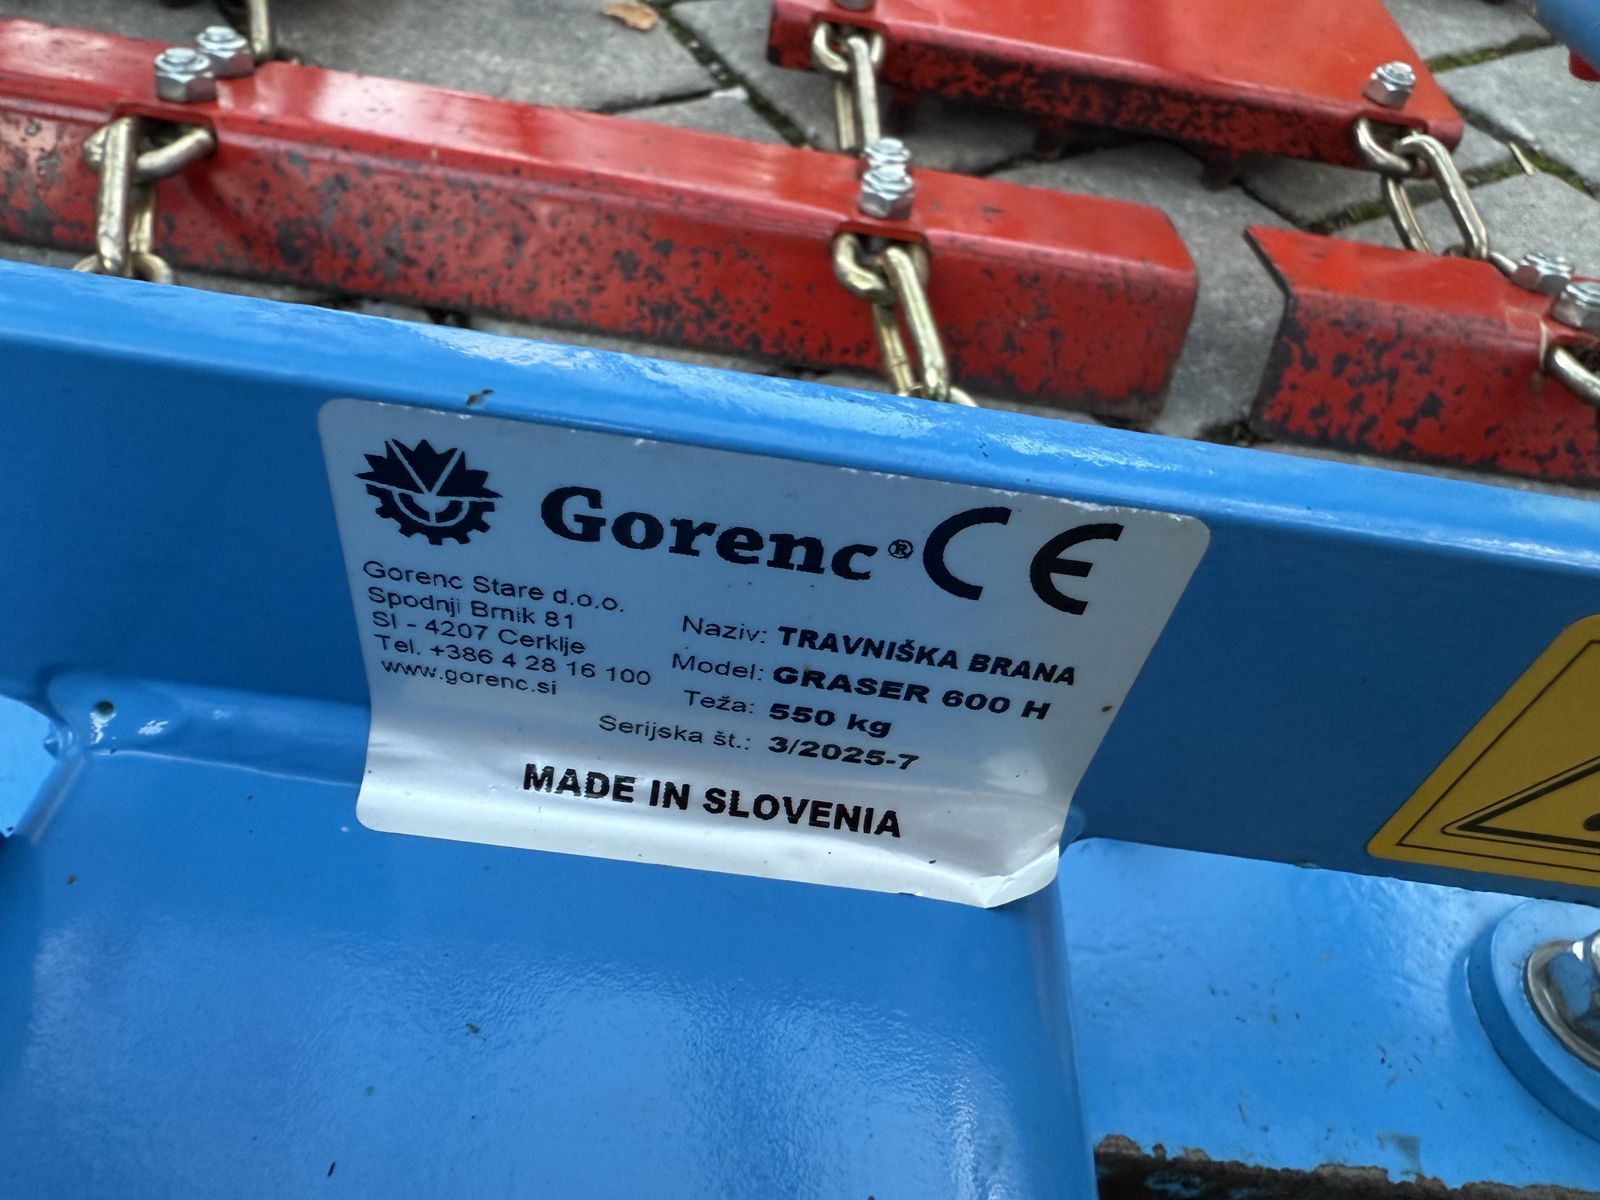 Gorenc® CE
Gorenc Stare d.o.o.
Spodnji Brnik 81
SI - 4207 Cerklje
Tel. +386 4 28 16 100
www.gorenc.si
Naziv: TRAVNIŠKA BRANA
Model: GRASER 600 H
Teža: 550 kg
Serijska št.: 3/2025-7
MADE IN SLOVENIA